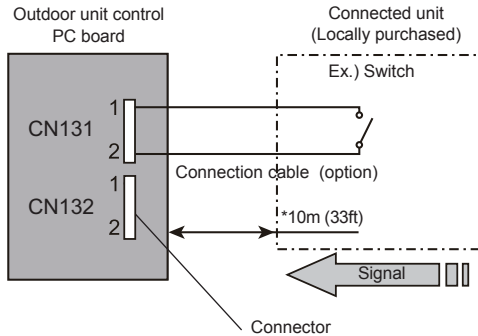 Outdoor unit control
PC board
Connected unit
(Locally purchased)
Ex.) Switch
CN131
1
2
Connection cable (option)
CN132
1
2
*10m (33ft)
Signal
Connector